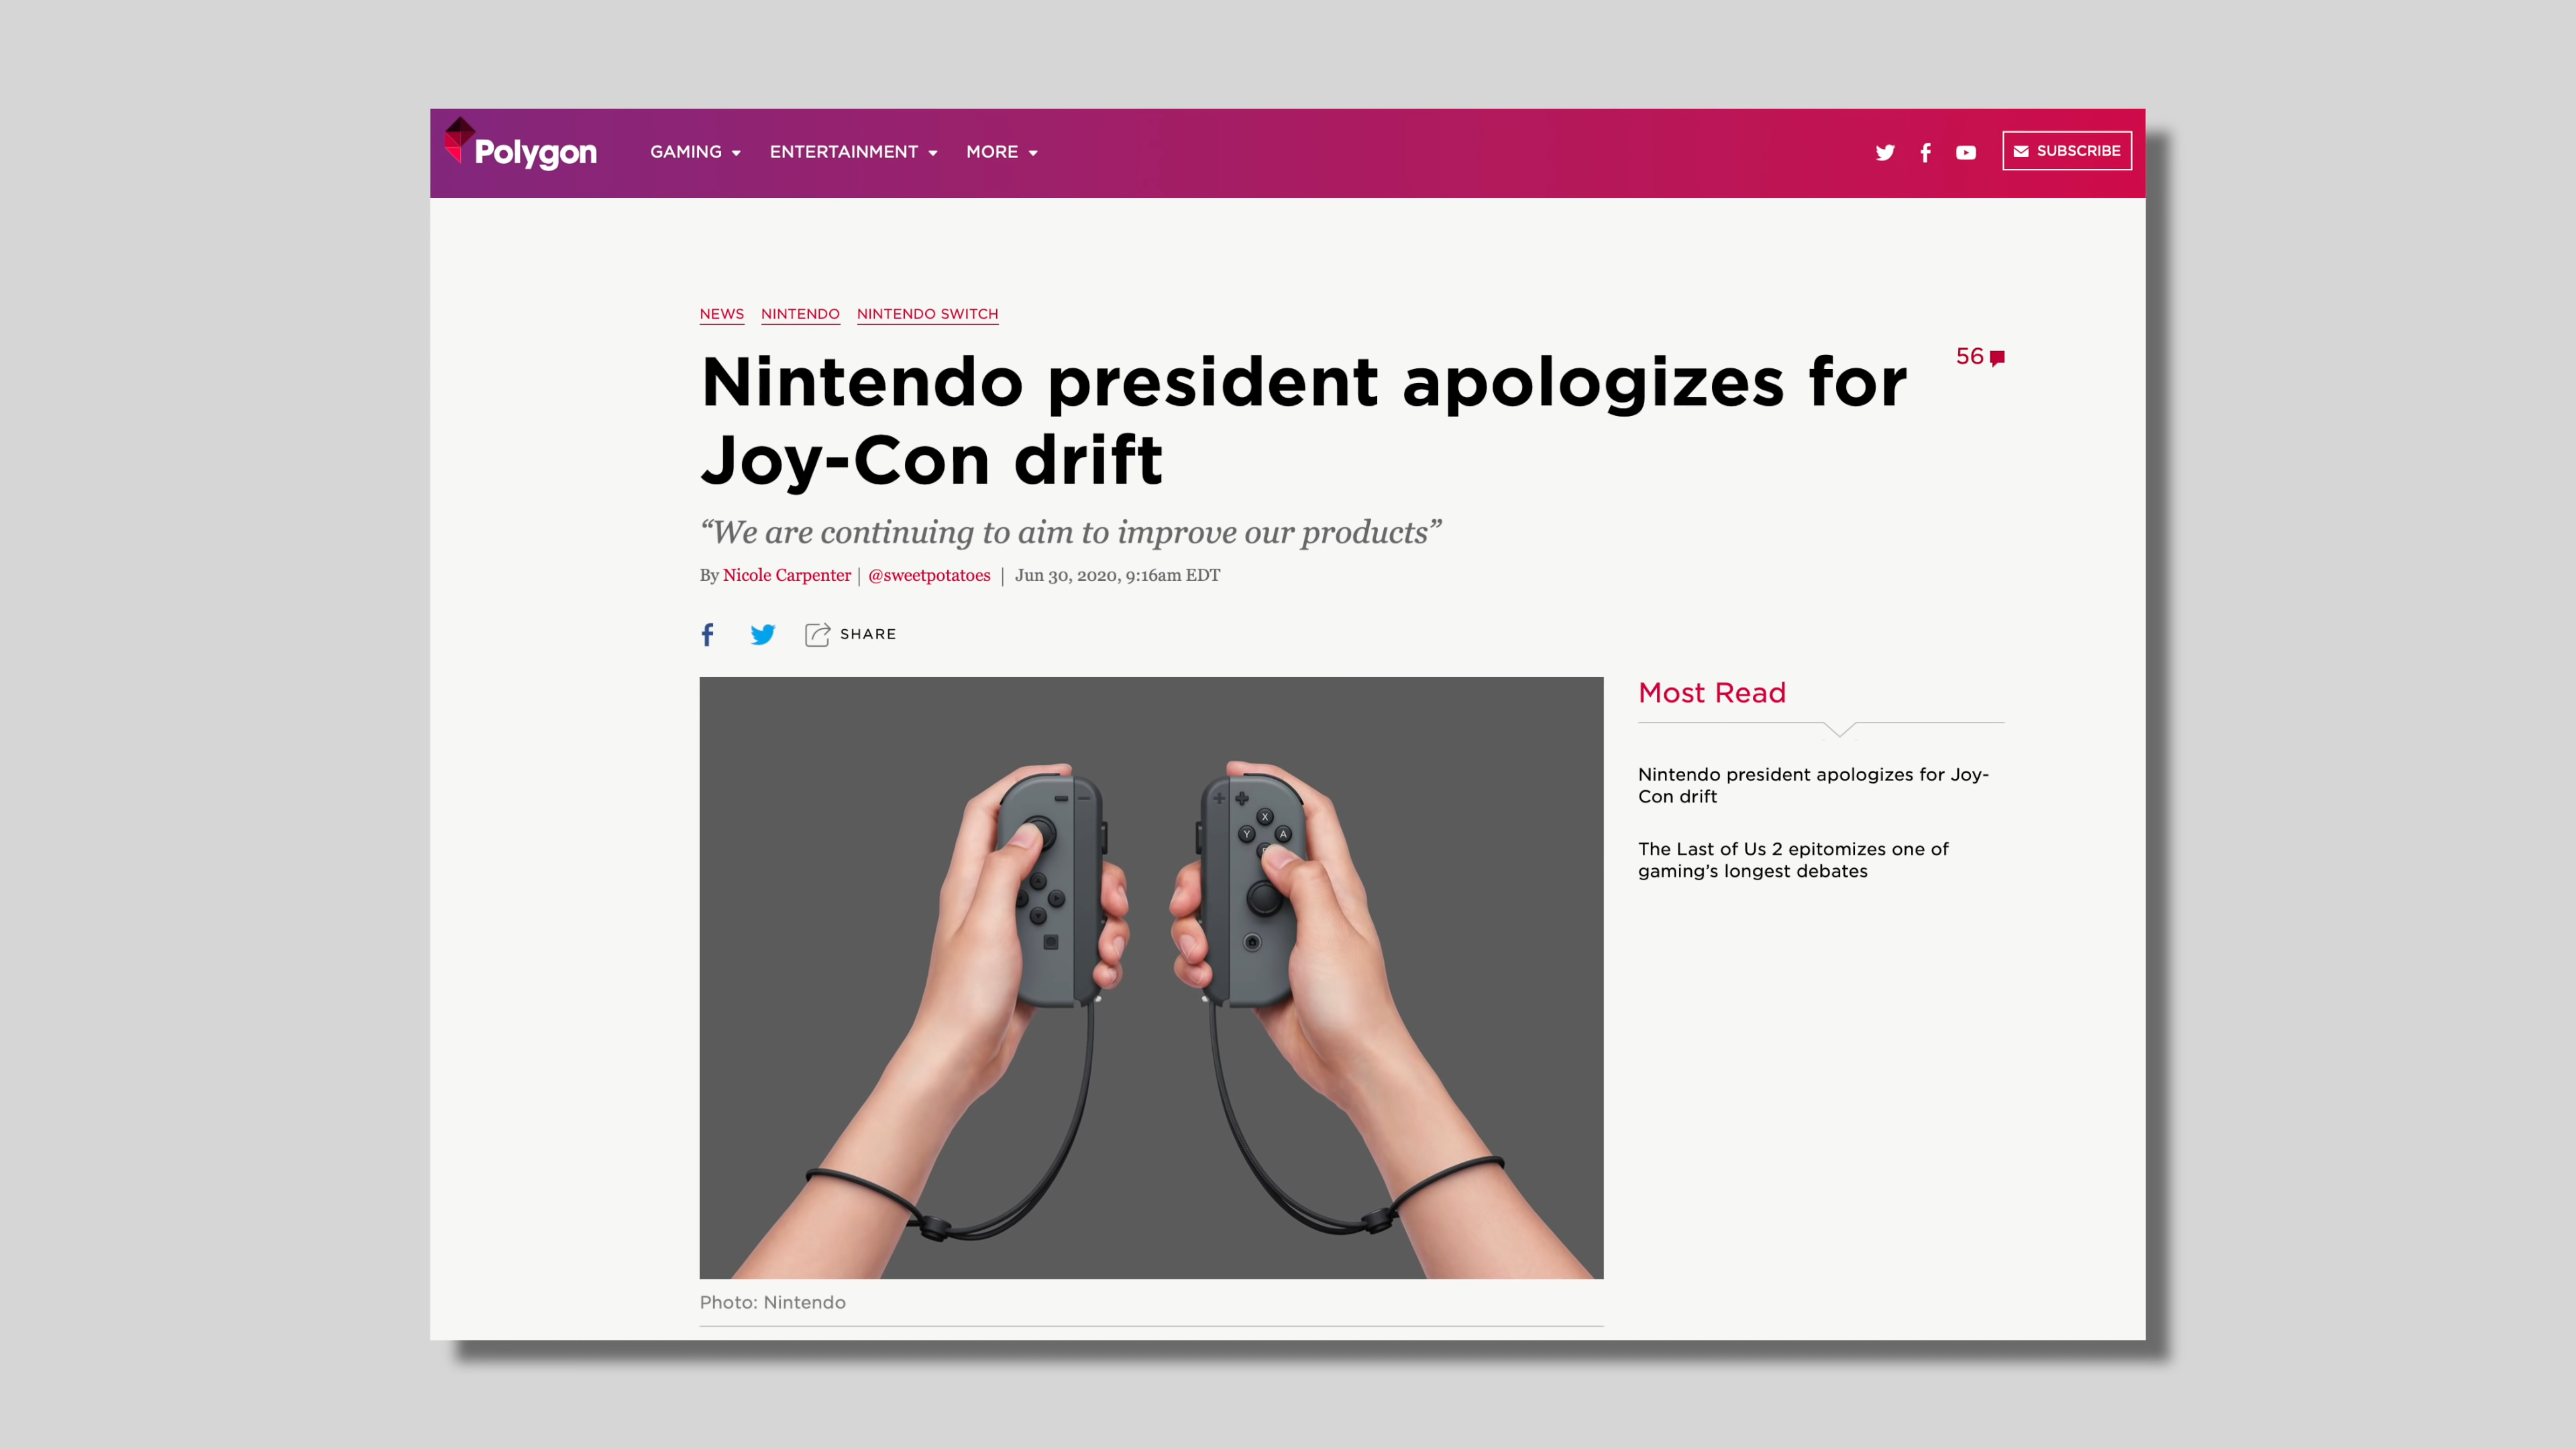 Polygon
GAMING
ENTERTAINMENT
MORE
SUBSCRIBE
NEWS
NINTENDO
NINTENDO SWITCH
Nintendo president apologizes for
Joy-Con drift
56
“We are continuing to aim to improve our products”
By Nicole Carpenter | @sweetpotatoes | Jun 30, 2020, 9:16am EDT
SHARE
X
Y
A
Most Read
Nintendo president apologizes for Joy-
Con drift
The Last of Us 2 epitomizes one of
gaming’s longest debates
Photo: Nintendo